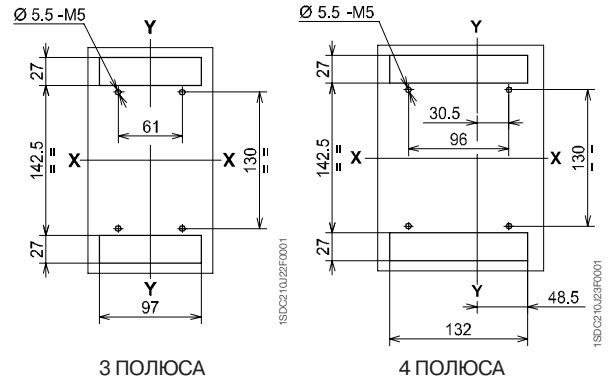 Ø 5.5 -M5
Y
27
61
142.5 =
=
X
X
130 =
=
27
Y
97
1SDC210J22F0001
3 ПОЛЮСА
Ø 5.5 -M5
Y
27
30.5
96
142.5 =
=
X
X
130 =
=
27
Y
48.5
132
1SDC210J23F0001
4 ПОЛЮСА